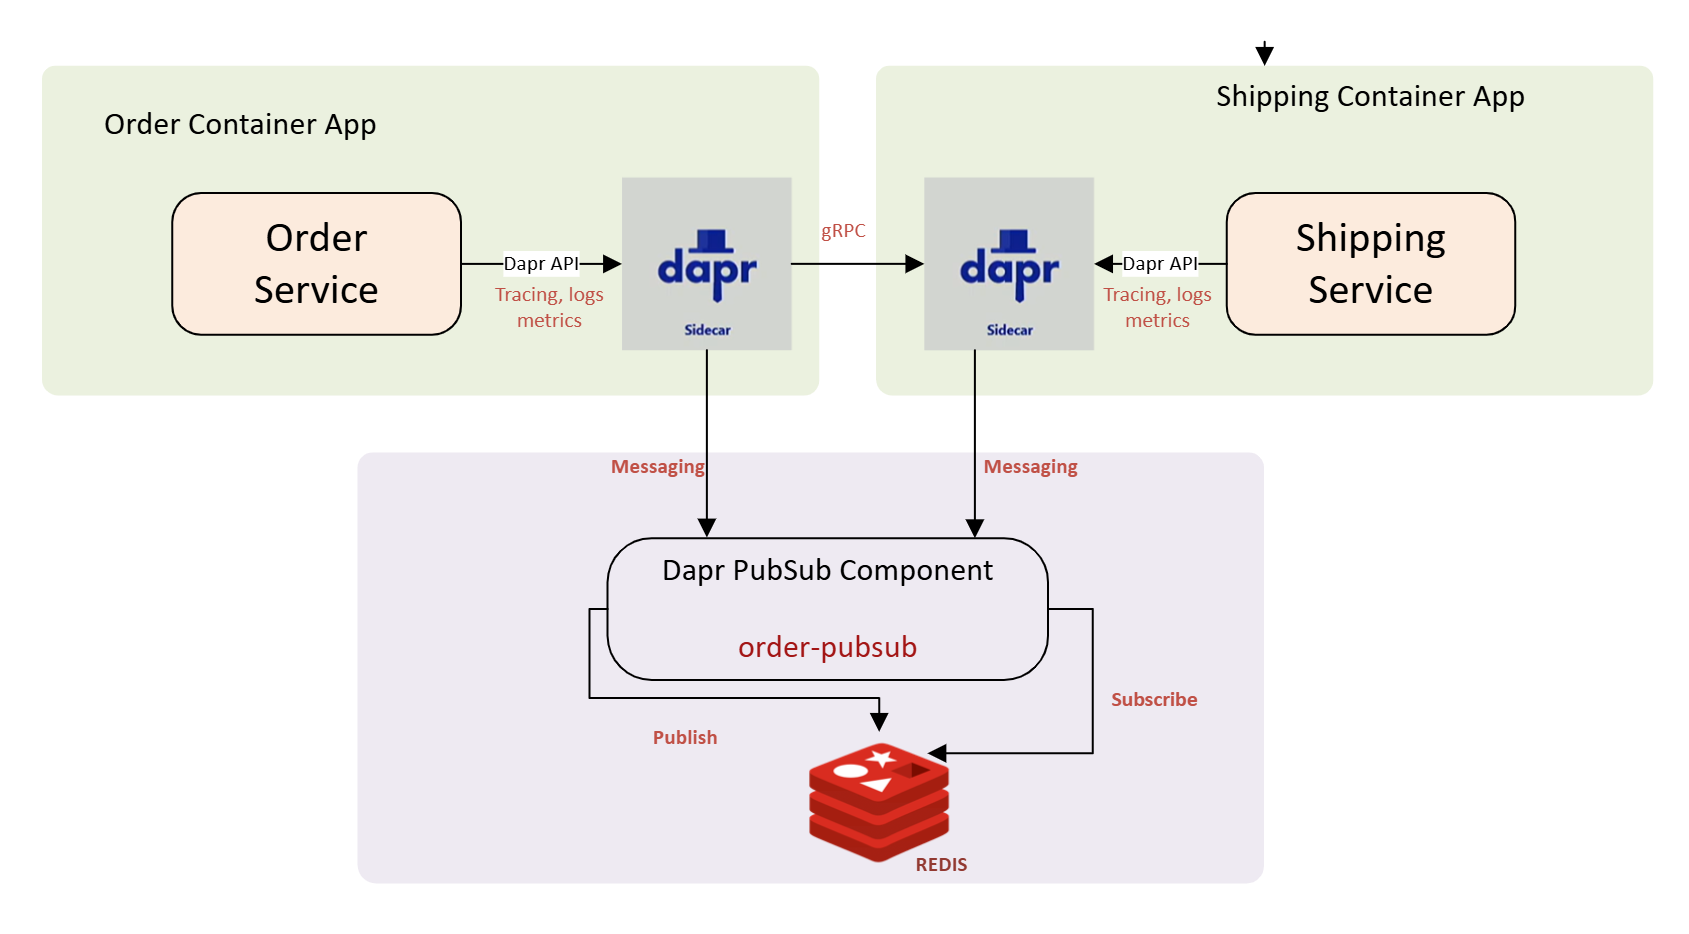 Shipping Container App
Order Container App
Order
Service
Dapr API
Tracing, logs
metrics
dapr
Sidecar
gRPC
dapr
Sidecar
Dapr API
Tracing, logs
metrics
Shipping
Service
Messaging
Messaging
Dapr PubSub Component
order-pubsub
Subscribe
Publish
REDIS